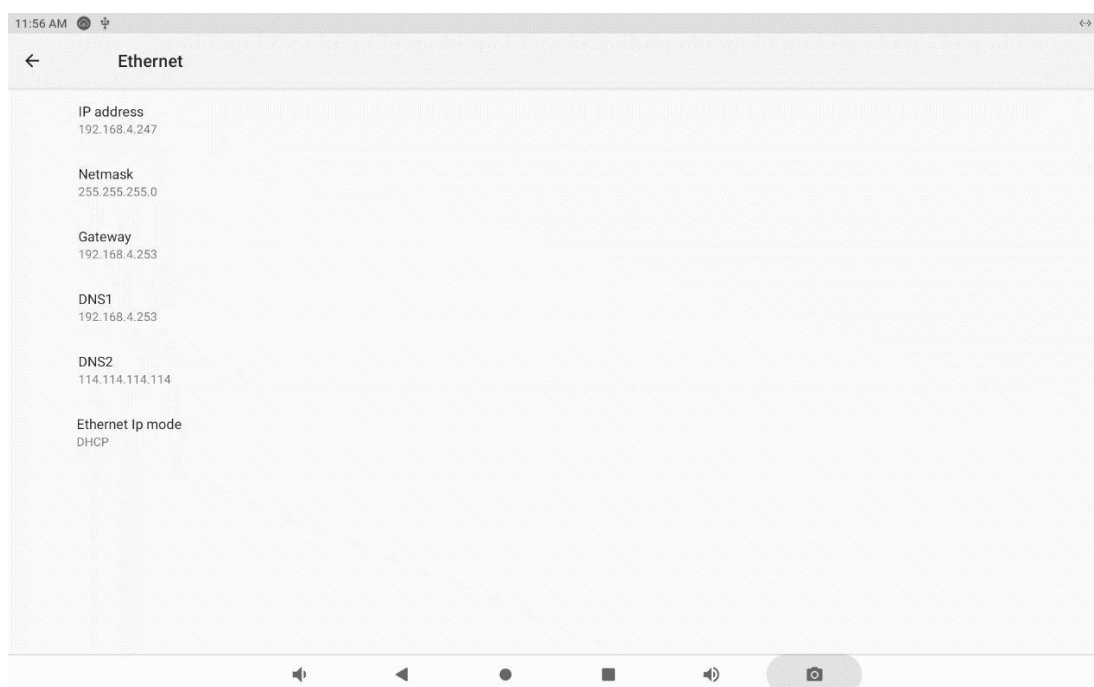 11:56 AM
Ethernet
IP address
192.168.4.247
Netmask
255.255.255.0
Gateway
192.168.4.253
DNS1
192.168.4.253
DNS2
114.114.114.114
Ethernet Ip mode
DHCP